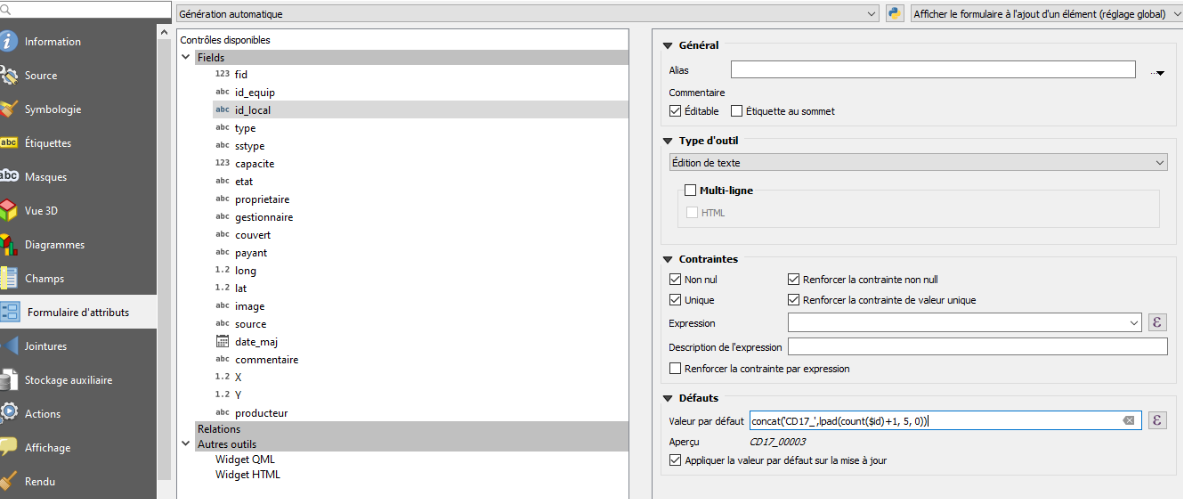 Génération automatique
Afficher le formulaire à l'ajout d'un élément (réglage global)
Information
Source
Symbologie
abc Étiquettes
abc Masques
Vue 3D
Diagrammes
Champs
Formulaire d'attributs
Jointures
Stockage auxiliaire
Actions
Affichage
Rendu
Contrôles disponibles
Fields
123 fid
abc id_equip
abc id_local
abc type
abc sstype
123 capacite
abc etat
abc proprietaire
abc gestionnaire
abc couvert
abc payant
1.2 long
1.2 lat
abc image
abc source
date_maj
abc commentaire
1.2 X
1.2 Y
abc producteur
Relations
Autres outils
Widget QML
Widget HTML
Général
Alias
...
Commentaire
Éditable Étiquette au sommet
Type d'outil
Édition de texte
Multi-ligne
HTML
Contraintes
Non nul Renforcer la contrainte non null
Unique Renforcer la contrainte de valeur unique
Expression ε
Description de l'expression
Renforcer la contrainte par expression
Défauts
Valeur par défaut concat('CD17_',lpad(count($id)+1, 5, 0)) ε
Aperçu CD17_00003
Appliquer la valeur par défaut sur la mise à jour